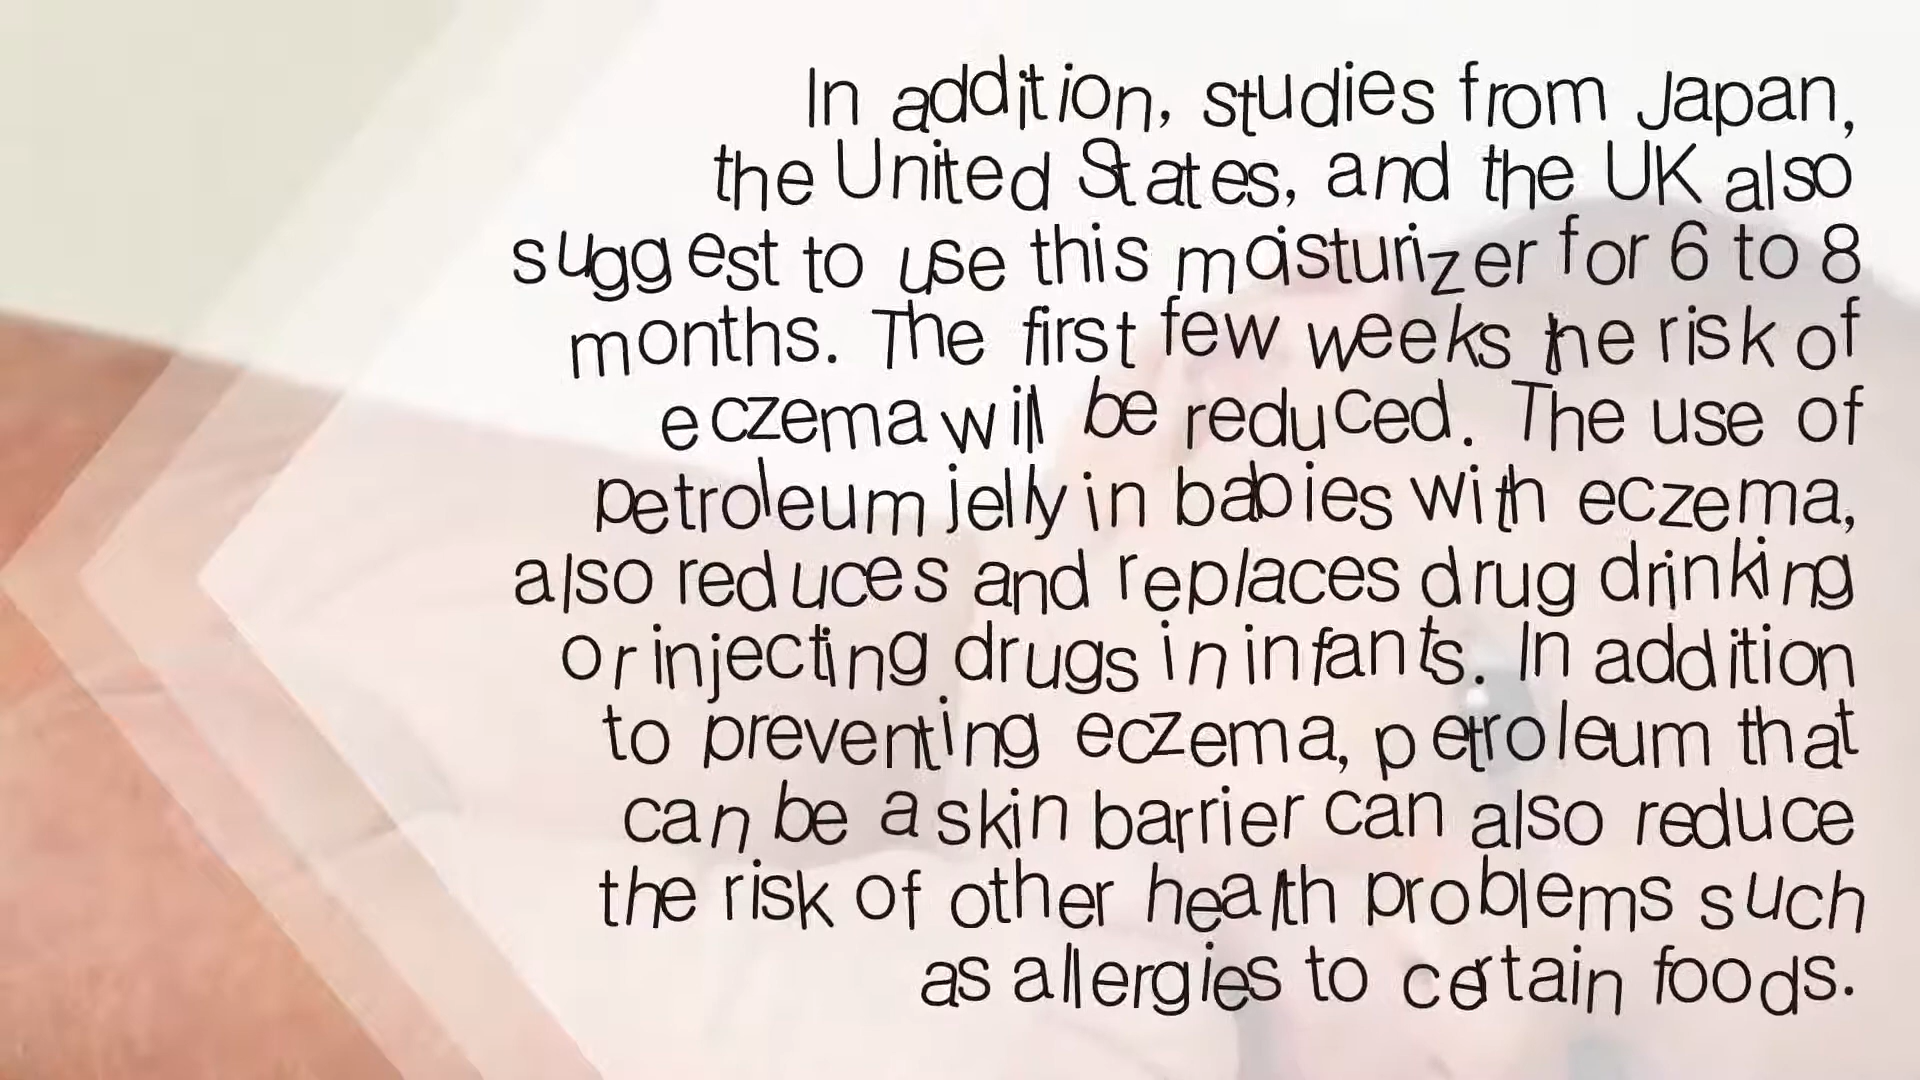 In addition, studies from Japan,
the United States, and the UK also
suggest to use this moisturizer for 6 to 8
months. The first few weeks the risk of
eczema will be reduced. The use of
petroleum jelly in babies with eczema,
also reduces and replaces drug drinking
or injecting drugs in infants. In addition
to preventing eczema, petroleum that
can be a skin barrier can also reduce
the risk of other health problems such
as allergies to certain foods.